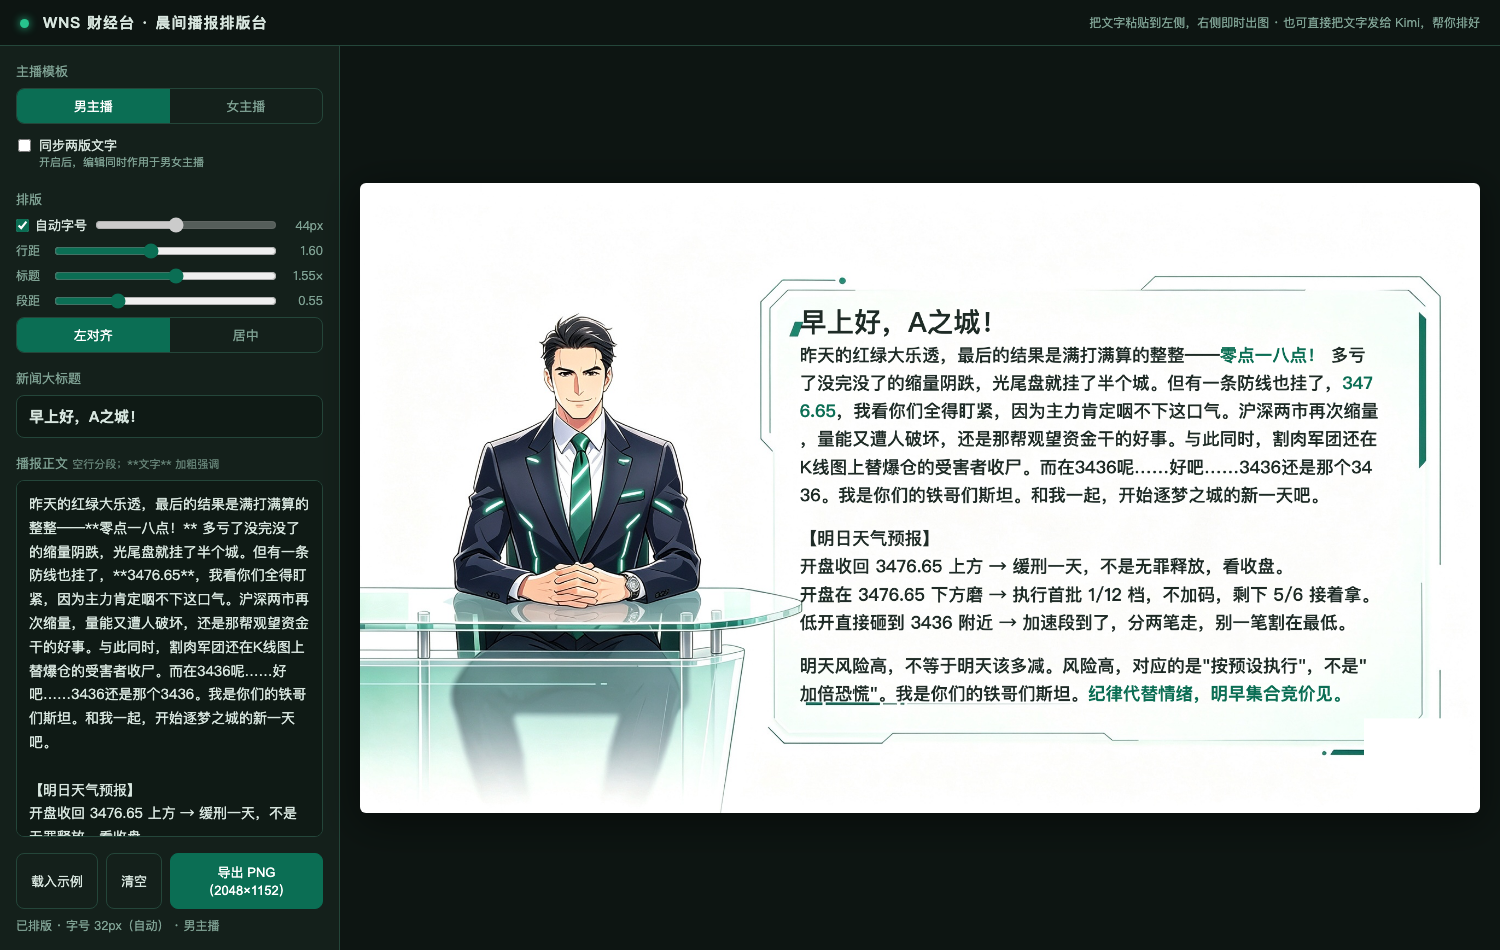 WNS 财经台 · 晨间播报排版台
把文字粘贴到左侧，右侧即时出图 · 也可直接把文字发给 Kimi，帮你排好
主播模板
男主播
女主播
同步两版文字
开启后，编辑同时作用于男女主播
排版
自动字号
44px
行距
1.60
标题
1.55×
段距
0.55
左对齐
居中
新闻大标题
早上好，A之城！
播报正文 空行分段；**文字** 加粗强调
昨天的红绿大乐透，最后的结果是满打满算的
整整——**零点一八点！** 多亏了没完没了
的缩量阴跌，光尾盘就挂了半个城。但有一条
防线也挂了，**3476.65**，我看你们全得盯
紧，因为主力肯定咽不下这口气。沪深两市再
次缩量，量能又遭人破坏，还是那帮观望资金
干的好事。与此同时，割肉军团还在K线图上
替爆仓的受害者收尸。而在3436呢……好
吧……3436还是那个3436。我是你们的铁哥
们斯坦。和我一起，开始逐梦之城的新一天
吧。
【明日天气预报】
开盘收回 3476.65 上方 → 缓刑一天，不是
无罪释放，看收盘。
载入示例
清空
导出 PNG
(2048×1152)
已排版 · 字号 32px（自动） · 男主播
早上好，A之城！
昨天的红绿大乐透，最后的结果是满打满算的整整——零点一八点！ 多亏
了没完没了的缩量阴跌，光尾盘就挂了半个城。但有一条防线也挂了，347
6.65，我看你们全得盯紧，因为主力肯定咽不下这口气。沪深两市再次缩量
，量能又遭人破坏，还是那帮观望资金干的好事。与此同时，割肉军团还在
K线图上替爆仓的受害者收尸。而在3436呢……好吧……3436还是那个34
36。我是你们的铁哥们斯坦。和我一起，开始逐梦之城的新一天吧。
【明日天气预报】
开盘收回 3476.65 上方 → 缓刑一天，不是无罪释放，看收盘。
开盘在 3476.65 下方磨 → 执行首批 1/12 档，不加码，剩下 5/6 接着拿。
低开直接砸到 3436 附近 → 加速段到了，分两笔走，别一笔割在最低。
明天风险高，不等于明天该多减。风险高，对应的是"按预设执行"，不是"
加倍恐慌"。我是你们的铁哥们斯坦。纪律代替情绪，明早集合竞价见。